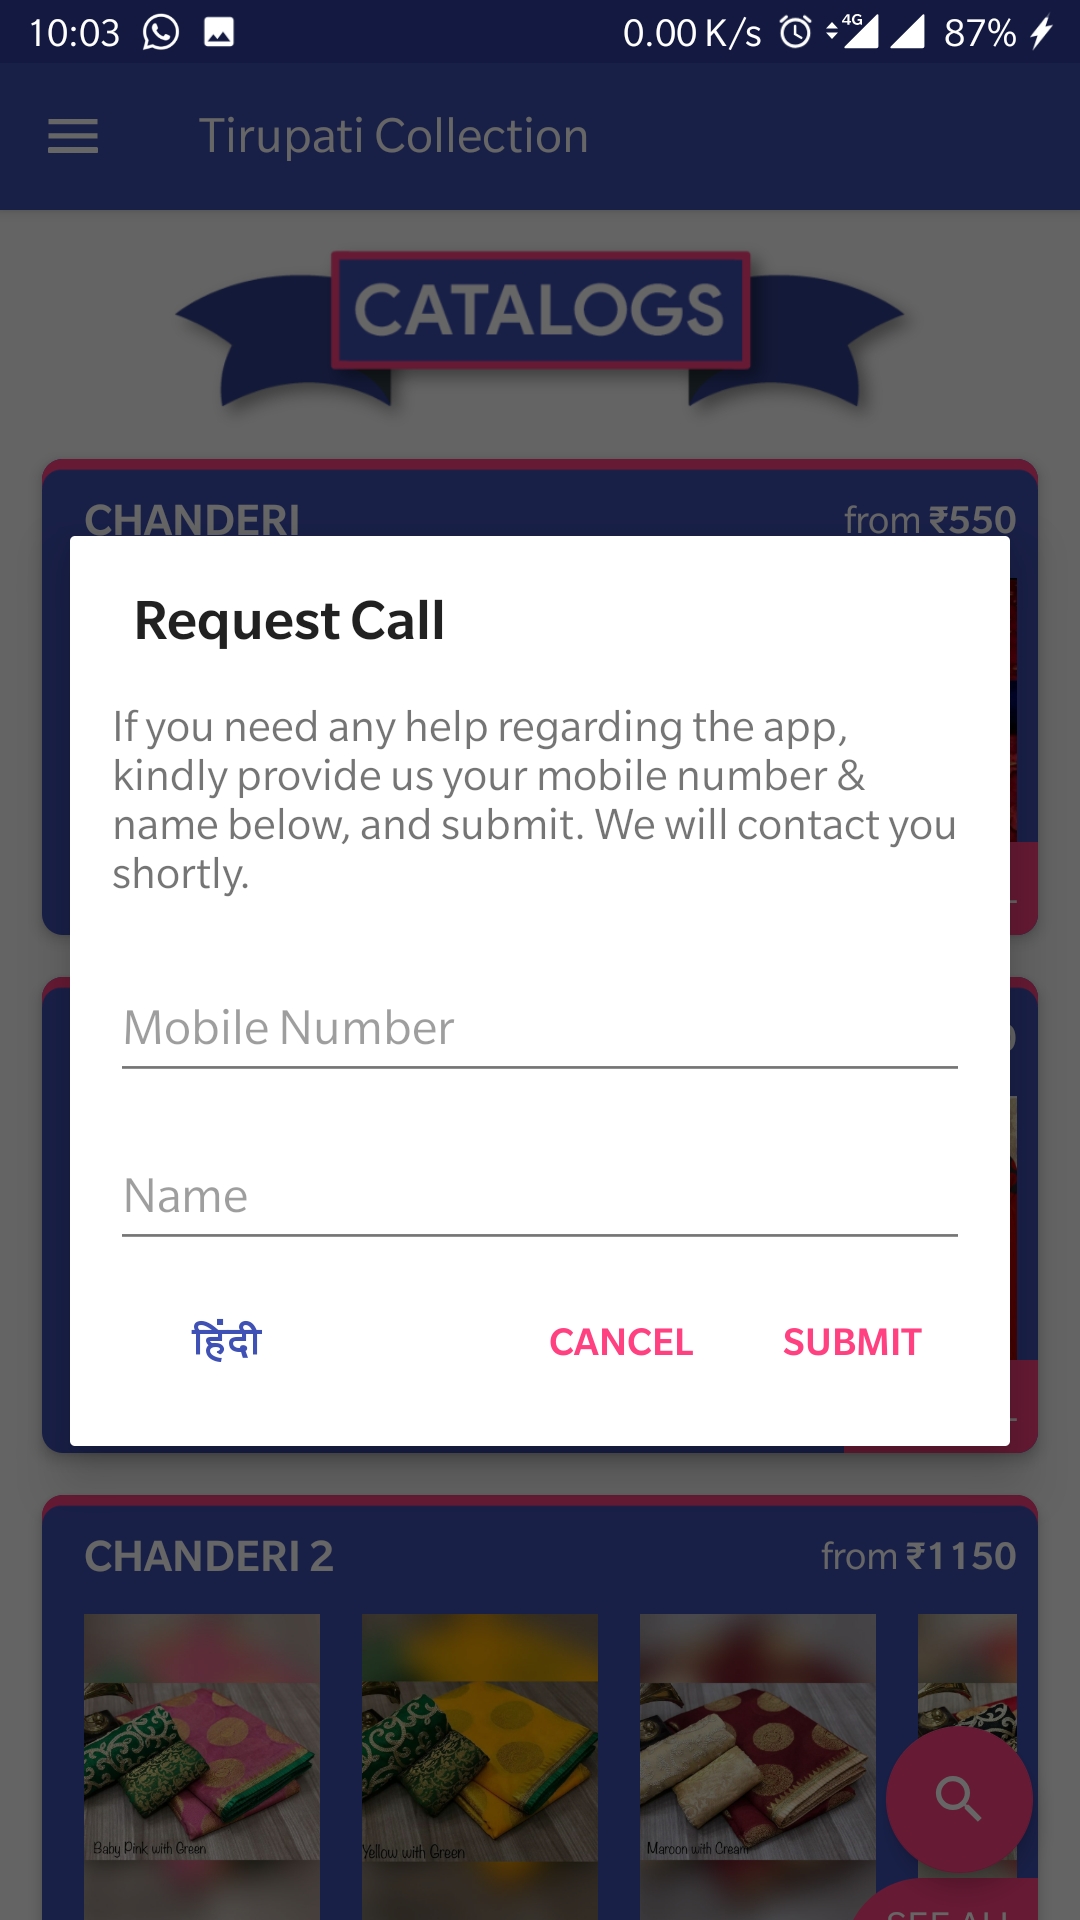 10:03 0.00 K/s 4G 87%
Tirupati Collection
CATALOGS
CHANDERI from ₹550
Request Call
If you need any help regarding the app,
kindly provide us your mobile number &
name below, and submit. We will contact you
shortly.
Mobile Number
Name
हिंदी CANCEL SUBMIT
CHANDERI 2 from ₹1150
Baby Pink with Green Yellow with Green Maroon with Cream
SEE ALL